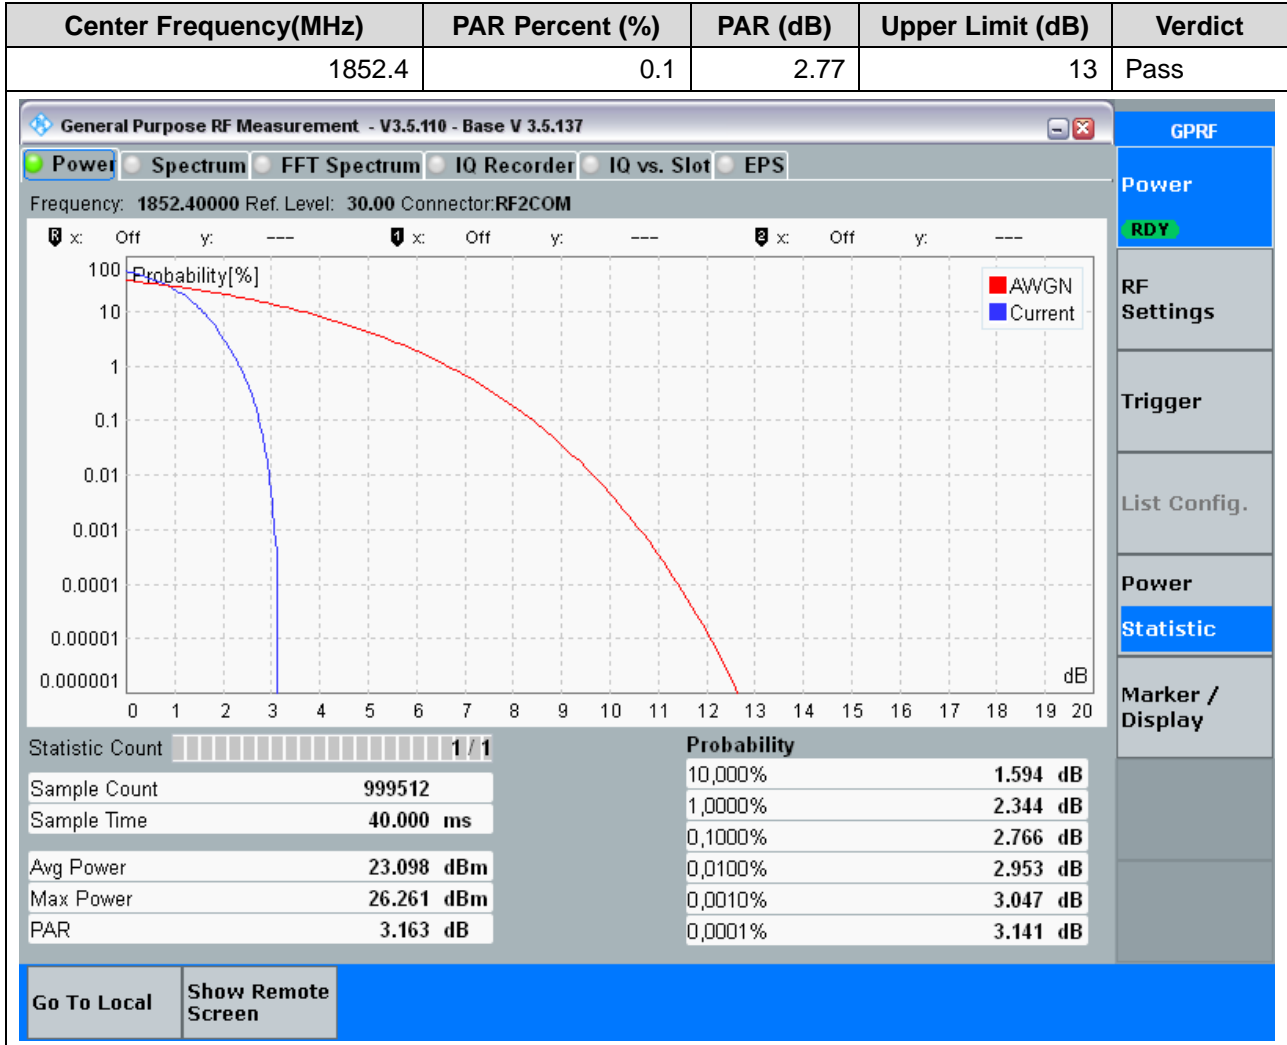 Center Frequency(MHz) PAR Percent (%) PAR (dB) Upper Limit (dB) Verdict
1852.4 0.1 2.77 13 Pass
General Purpose RF Measurement - V3.5.110 - Base V 3.5.137
GPRF
Power Spectrum FFT Spectrum IQ Recorder IQ vs. Slot EPS
Power
RDY
Frequency: 1852.40000 Ref. Level: 30.00 Connector:RF2COM
R x: Off y: --- 1 x: Off y: --- 2 x: Off y: ---
Probability[%]
AWGN
Current
100
10
1
0.1
0.01
0.001
0.0001
0.00001
0.000001
dB
0 1 2 3 4 5 6 7 8 9 10 11 12 13 14 15 16 17 18 19 20
RF
Settings
Trigger
List Config.
Power
Statistic
Marker /
Display
Statistic Count 1 / 1
Sample Count 999512
Sample Time 40.000 ms
Avg Power 23.098 dBm
Max Power 26.261 dBm
PAR 3.163 dB
Probability
10,000% 1.594 dB
1,0000% 2.344 dB
0,1000% 2.766 dB
0,0100% 2.953 dB
0,0010% 3.047 dB
0,0001% 3.141 dB
Go To Local
Show Remote
Screen